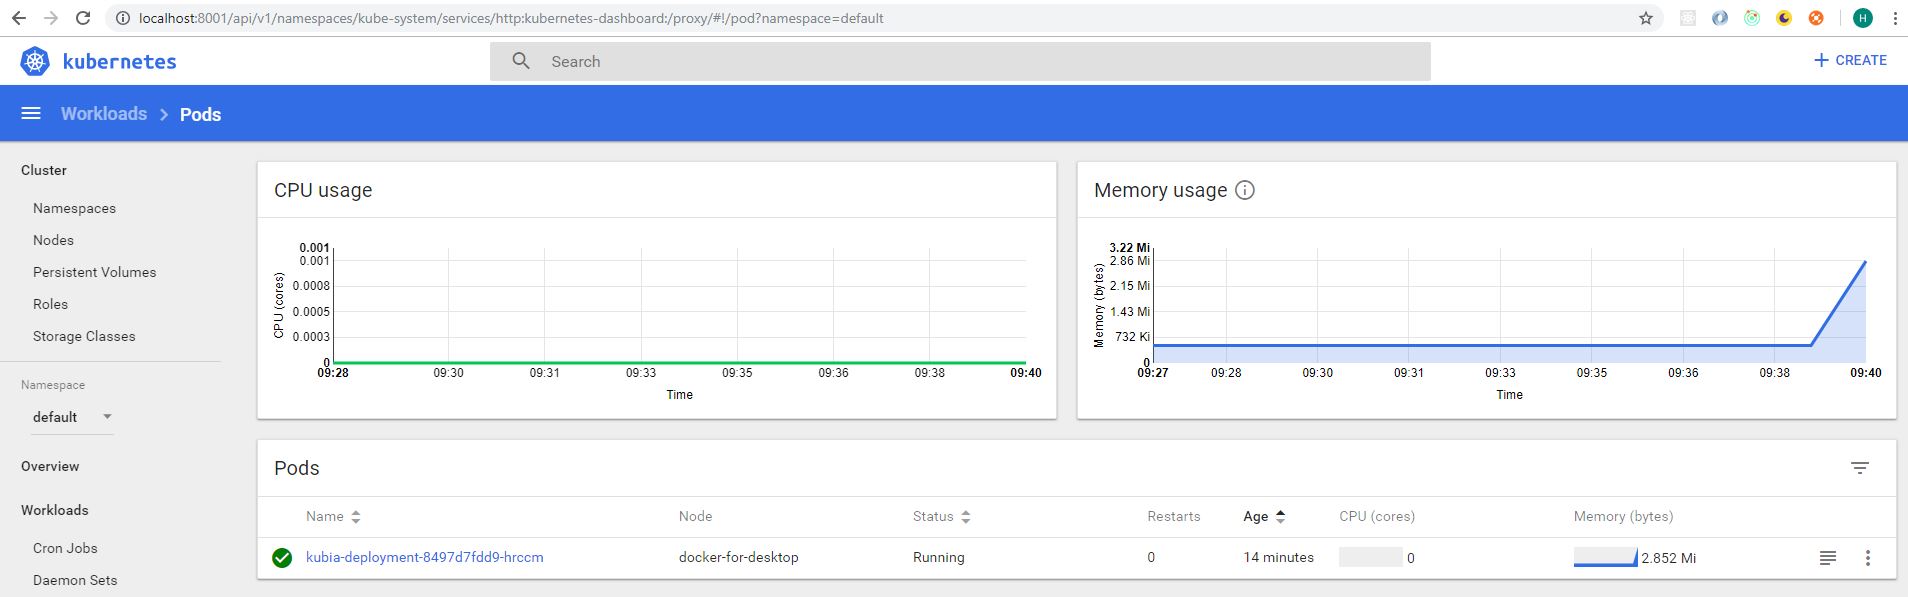 localhost:8001/api/v1/namespaces/kube-system/services/http:kubernetes-dashboard:/proxy/#!/pod?namespace=default
H
kubernetes
Search
CREATE
Workloads
Pods
Cluster
Namespaces
Nodes
Persistent Volumes
Roles
Storage Classes
Namespace
default
Overview
Workloads
Cron Jobs
Daemon Sets
CPU usage
0.001
0.001
0.0008
0.0005
0.0003
0
CPU (cores)
09:28 09:30 09:31 09:33 09:35 09:36 09:38 09:40
Time
Memory usage
3.22 Mi
2.86 Mi
2.15 Mi
1.43 Mi
732 Ki
0
Memory (bytes)
09:27 09:28 09:30 09:31 09:33 09:35 09:36 09:38 09:40
Time
Pods
Name Node Status Restarts Age CPU (cores) Memory (bytes)
kubia-deployment-8497d7fdd9-hrccm docker-for-desktop Running 0 14 minutes 0 2.852 Mi